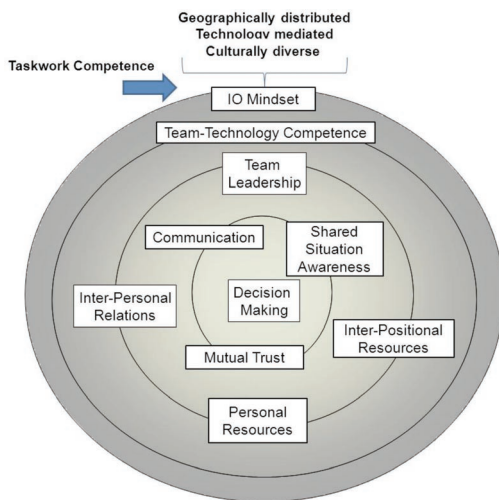 Geographically distributed
Technology mediated
Culturally diverse
Taskwork Competence
IO Mindset
Team-Technology Competence
Team
Leadership
Communication
Shared
Situation
Awareness
Decision
Making
Inter-Personal
Relations
Inter-Positional
Resources
Mutual Trust
Personal
Resources